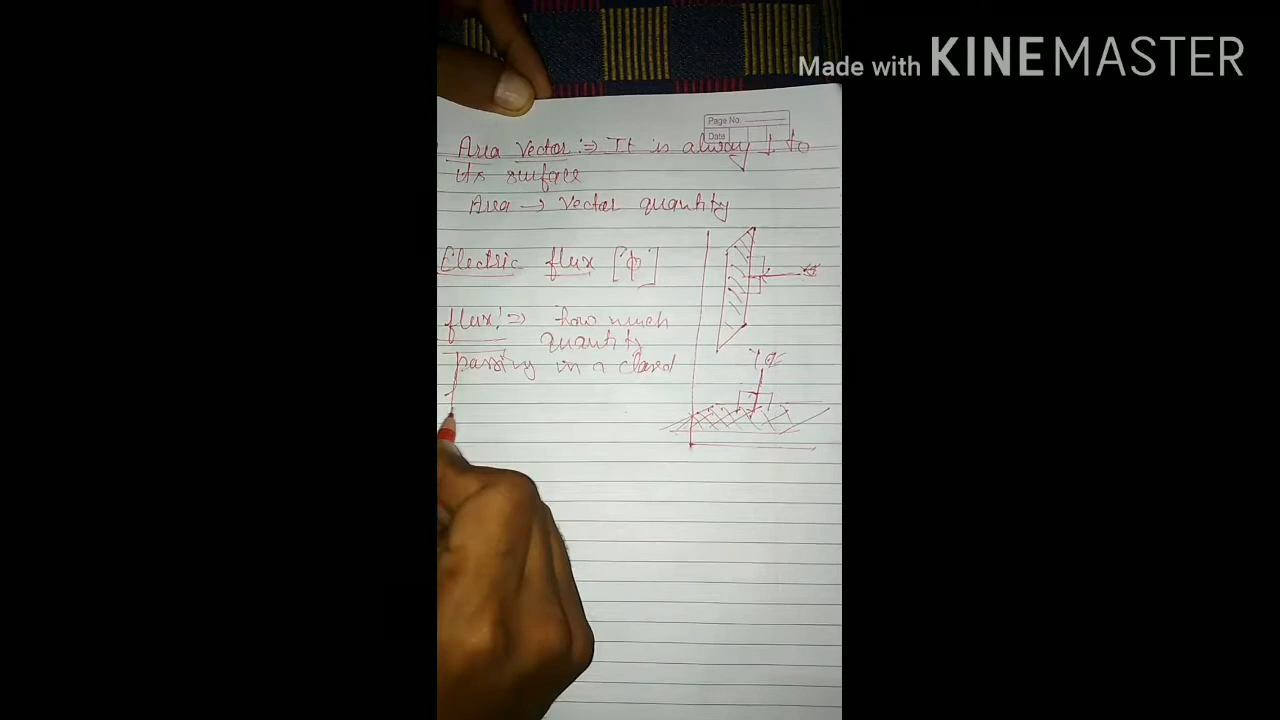 Made with KINEMASTER
Page No.
Date
Area Vector :⇒ It is alway ⊥ to
its surface
Area → Vector quantity
Electric flux [ϕ]
flux :⇒ how much
quantity
passing in a closed